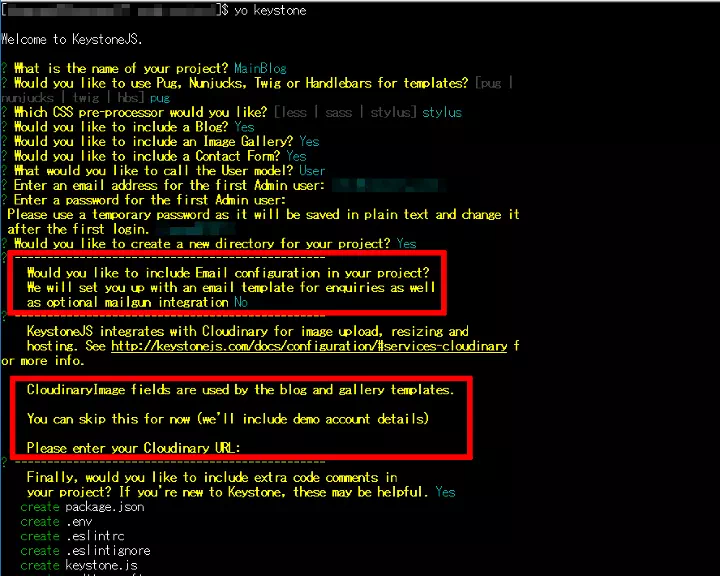 $ yo keystone
Welcome to KeystoneJS.
? What is the name of your project? MainBlog
? Would you like to use Pug, Nunjucks, Twig or Handlebars for templates? [pug |
nunjucks | twig | hbs] pug
? Which CSS pre-processor would you like? [less | sass | stylus] stylus
? Would you like to include a Blog? Yes
? Would you like to include an Image Gallery? Yes
? Would you like to include a Contact Form? Yes
? What would you like to call the User model? User
? Enter an email address for the first Admin user:
? Enter a password for the first Admin user:
Please use a temporary password as it will be saved in plain text and change it
after the first login.
? Would you like to create a new directory for your project? Yes
? ------------------------------------------------
Would you like to include Email configuration in your project?
We will set you up with an email template for enquiries as well
as optional mailgun integration No
? ------------------------------------------------
KeystoneJS integrates with Cloudinary for image upload, resizing and
hosting. See http://keystonejs.com/docs/configuration/#services-cloudinary f
or more info.
CloudinaryImage fields are used by the blog and gallery templates.
You can skip this for now (we'll include demo account details)
Please enter your Cloudinary URL:
? ------------------------------------------------
Finally, would you like to include extra code comments in
your project? If you're new to Keystone, these may be helpful. Yes
create package.json
create .env
create .eslintrc
create .eslintignore
create keystone.js